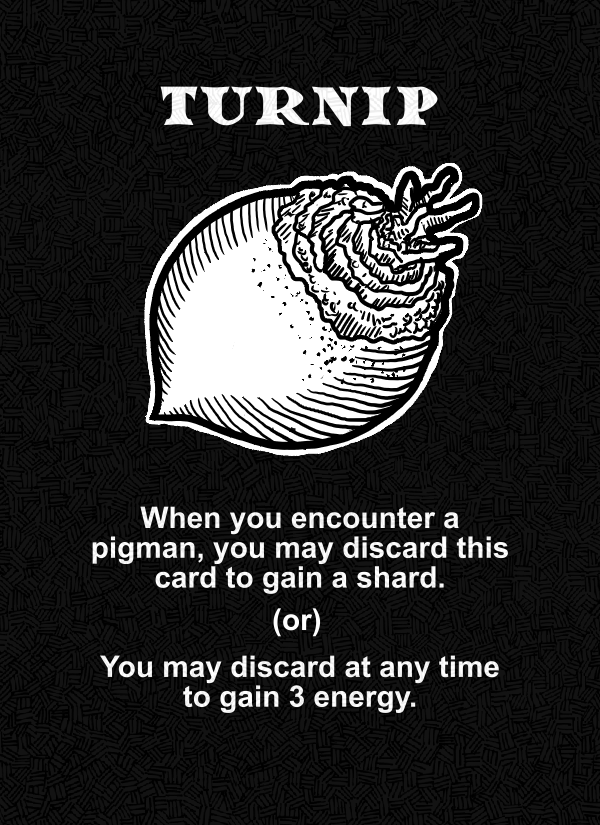 TURNIP
When you encounter a
pigman, you may discard this
card to gain a shard.
(or)
You may discard at any time
to gain 3 energy.